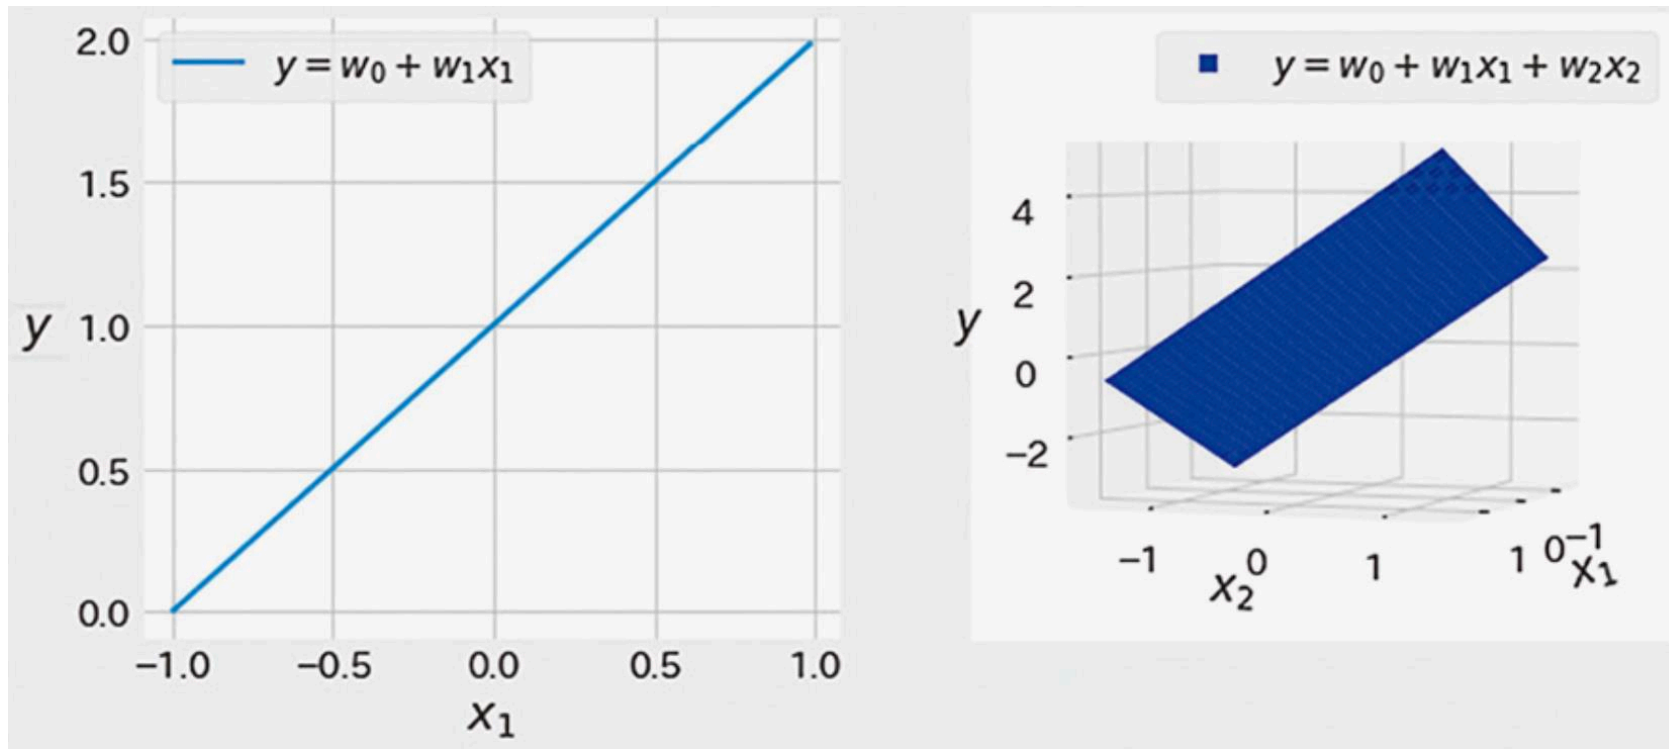 y = w₀ + w₁x₁
2.0
1.5
1.0
0.5
0.0
y
−1.0 −0.5 0.0 0.5 1.0
x₁
y = w₀ + w₁x₁ + w₂x₂
4
2
0
−2
y
−1 0 1
x₂
1 0 −1
x₁